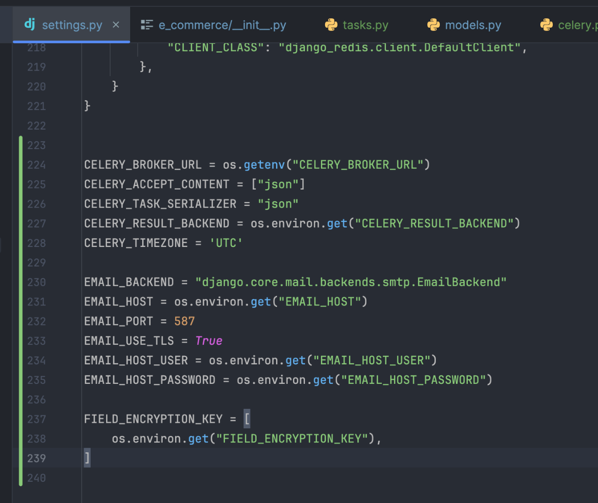 dj settings.py ×
e_commerce/__init__.py
tasks.py
models.py
celery.p
218 "CLIENT_CLASS": "django_redis.client.DefaultClient",
219 },
220 }
221 }
222
223
224 CELERY_BROKER_URL = os.getenv("CELERY_BROKER_URL")
225 CELERY_ACCEPT_CONTENT = ["json"]
226 CELERY_TASK_SERIALIZER = "json"
227 CELERY_RESULT_BACKEND = os.environ.get("CELERY_RESULT_BACKEND")
228 CELERY_TIMEZONE = 'UTC'
229
230 EMAIL_BACKEND = "django.core.mail.backends.smtp.EmailBackend"
231 EMAIL_HOST = os.environ.get("EMAIL_HOST")
232 EMAIL_PORT = 587
233 EMAIL_USE_TLS = True
234 EMAIL_HOST_USER = os.environ.get("EMAIL_HOST_USER")
235 EMAIL_HOST_PASSWORD = os.environ.get("EMAIL_HOST_PASSWORD")
236
237 FIELD_ENCRYPTION_KEY = [
238 os.environ.get("FIELD_ENCRYPTION_KEY"),
239 ]
240